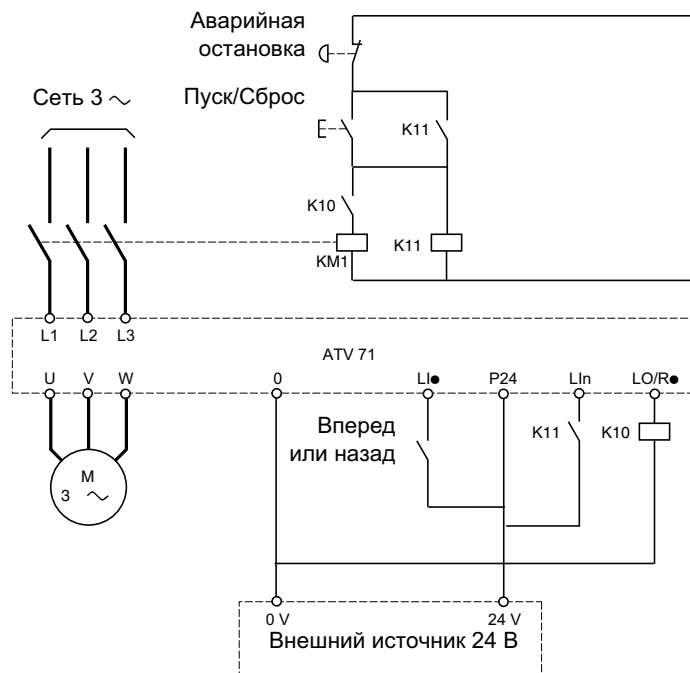 Аварийная
остановка
Сеть 3 ~
Пуск/Сброс
K11
K10
KM1
K11
L1 L2 L3
ATV 71
U V W 0 LI● P24 LIn LO/R●
Вперед
или назад
K11
K10
M
3 ~
0 V
24 V
Внешний источник 24 В